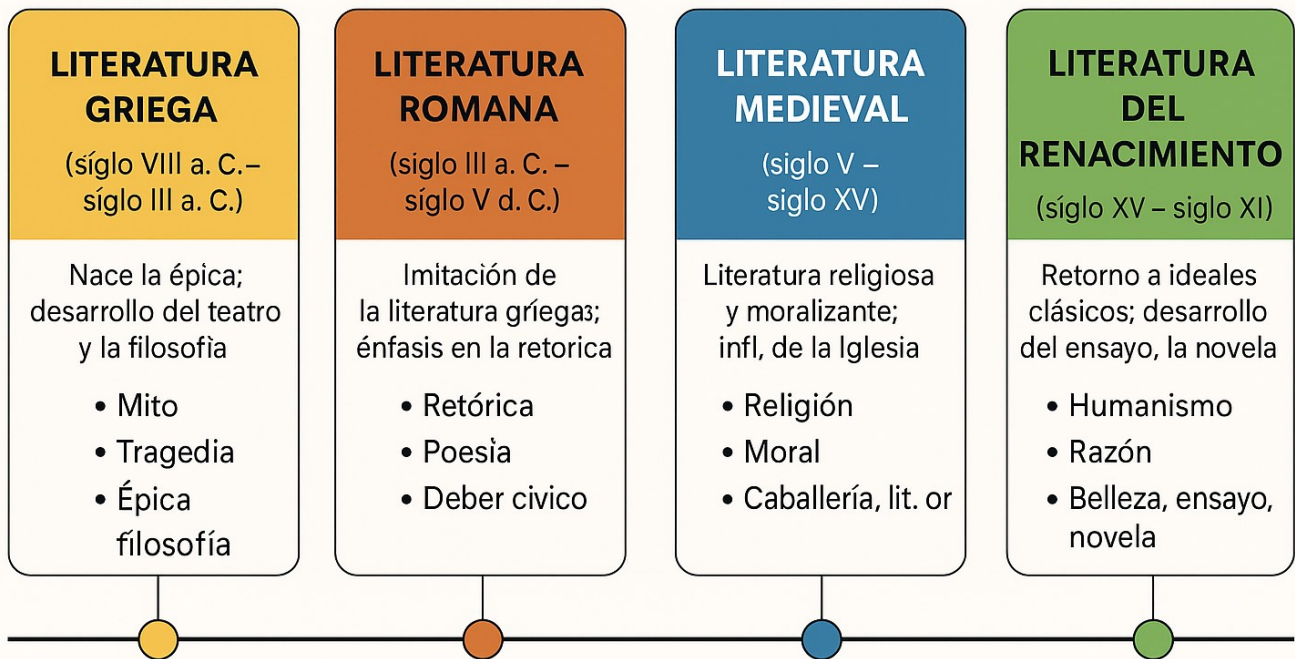 LITERATURA
GRIEGA
(síglo VIII a. C.–
síglo III a. C.)
Nace la épica;
desarrollo del teatro
y la filosofìa
• Mito
• Tragedia
• Épica
filosofía
LITERATURA
ROMANA
(siglo III a. C. –
síglo V d. C.)
Imitación de
la literatura gríegaз;
énfasis en la retorica
• Retórica
• Poesìa
• Deber civico
LITERATURA
MEDIEVAL
(siglo V –
siglo XV)
Literatura religiosa
y moralizante;
infl, de la Iglesia
• Religión
• Moral
• Caballería, lit. or
LITERATURA
DEL
RENACIMIENTO
(síglo XV – siglo XI)
Retorno a ideales
clásicos; desarrollo
del ensayo, la novela
• Humanismo
• Razón
• Belleza, ensayo,
novela